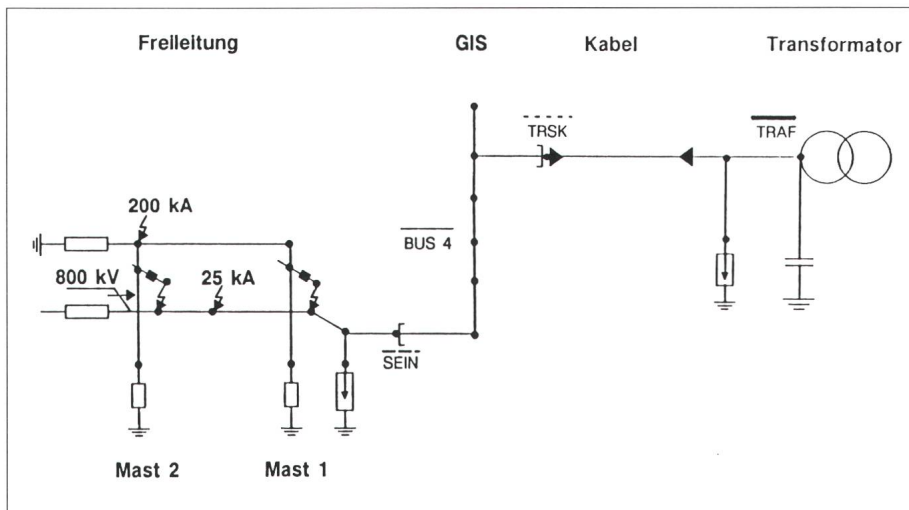 Freileitung GIS Kabel Transformator
TRSK TRAF
200 kA
BUS 4
800 kV 25 kA
SEIN
Mast 2 Mast 1